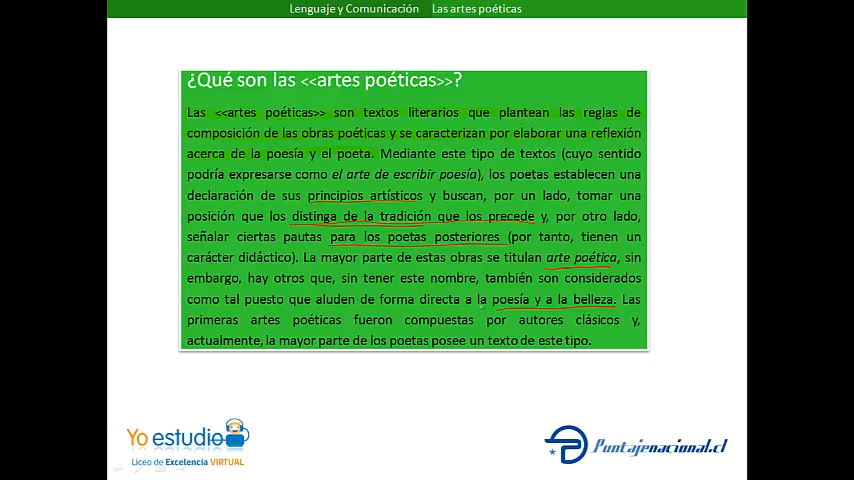 Lenguaje y Comunicación Las artes poéticas
¿Qué son las <<artes poéticas>>?
Las <<artes poéticas>> son textos literarios que plantean las reglas de
composición de las obras poéticas y se caracterizan por elaborar una reflexión
acerca de la poesía y el poeta. Mediante este tipo de textos (cuyo sentido
podría expresarse como el arte de escribir poesía), los poetas establecen una
declaración de sus principios artísticos y buscan, por un lado, tomar una
posición que los distinga de la tradición que los precede y, por otro lado,
señalar ciertas pautas para los poetas posteriores (por tanto, tienen un
carácter didáctico). La mayor parte de estas obras se titulan arte poética, sin
embargo, hay otros que, sin tener este nombre, también son considerados
como tal puesto que aluden de forma directa a la poesía y a la belleza. Las
primeras artes poéticas fueron compuestas por autores clásicos y,
actualmente, la mayor parte de los poetas posee un texto de este tipo.
Yo estudio
Liceo de Excelencia VIRTUAL
Puntajenacional.cl